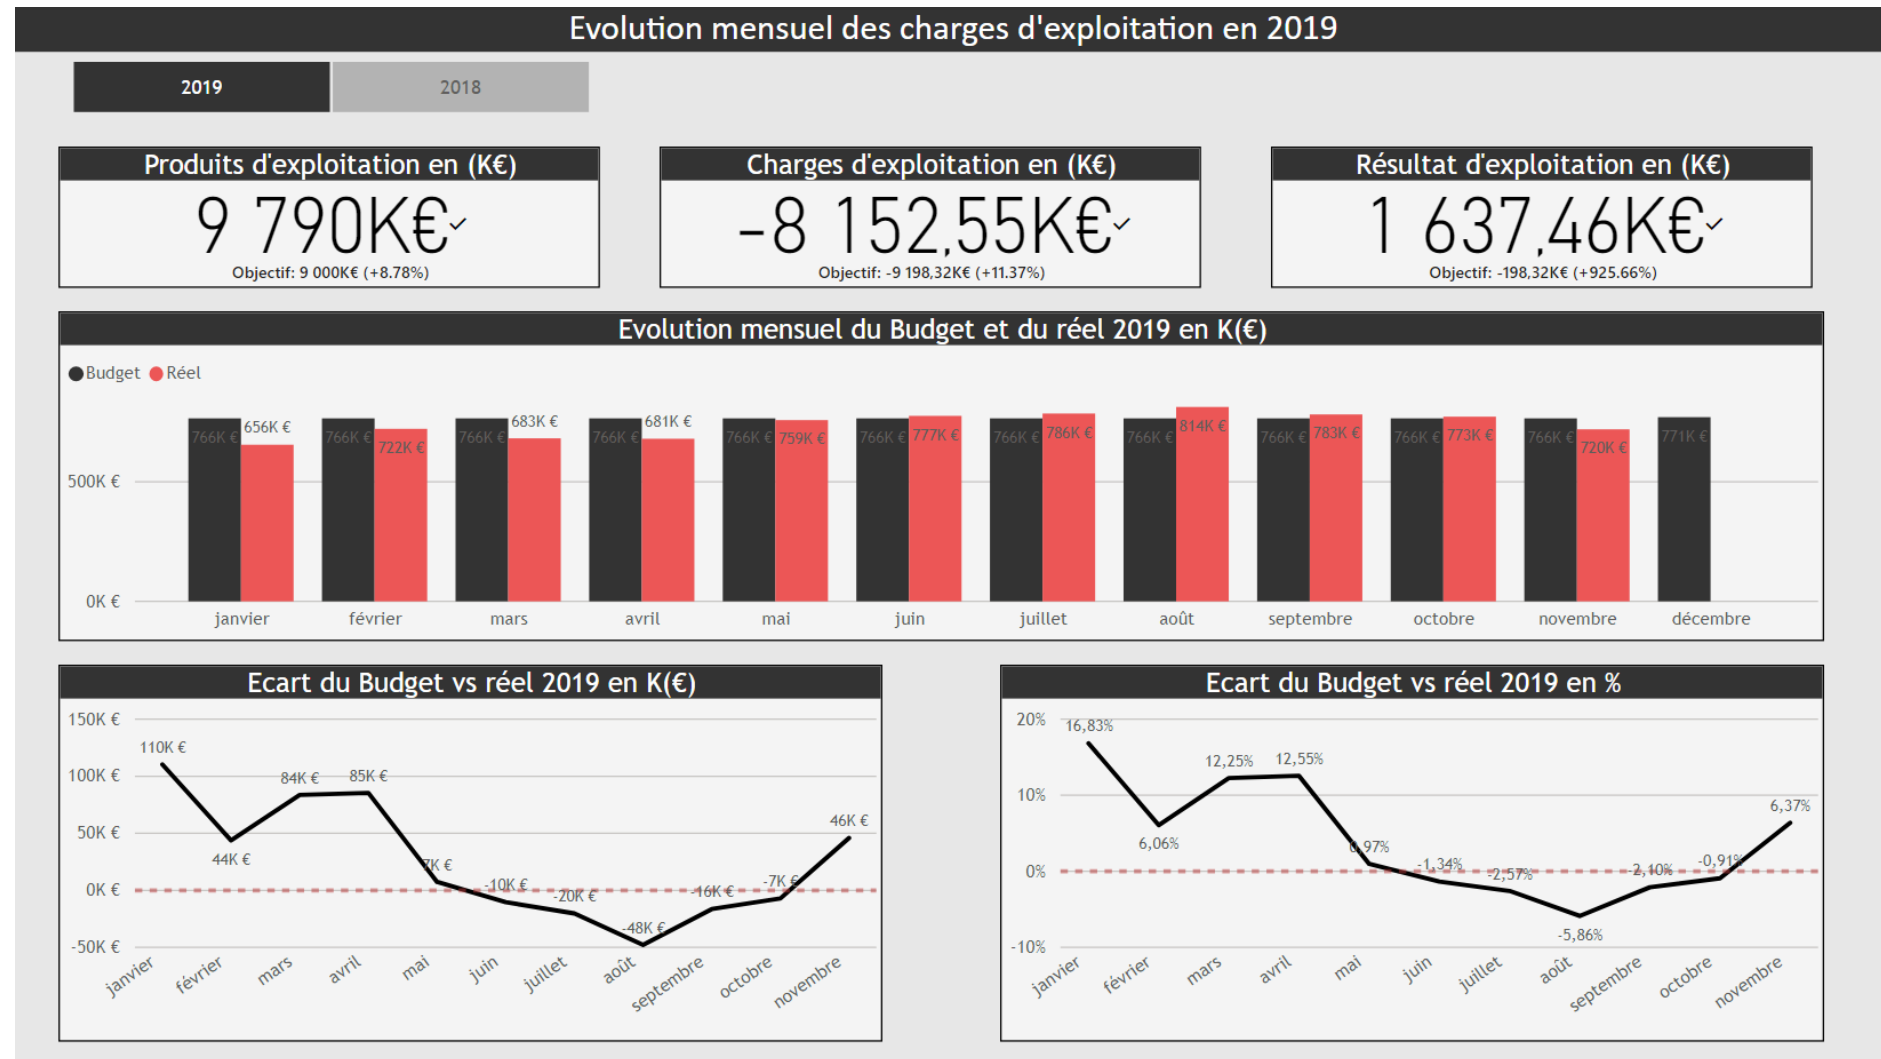 Evolution mensuel des charges d'exploitation en 2019
2019 2018
Produits d'exploitation en (K€)
9 790K€
Objectif: 9 000K€ (+8.78%)
Charges d'exploitation en (K€)
-8 152,55K€
Objectif: -9 198,32K€ (+11.37%)
Résultat d'exploitation en (K€)
1 637,46K€
Objectif: -198,32K€ (+925.66%)
Evolution mensuel du Budget et du réel 2019 en K(€)
Budget Réel
500K €
0K €
766K € 656K € 766K € 722K € 766K € 683K € 766K € 681K € 766K € 759K € 766K € 777K € 766K € 786K € 766K € 814K € 766K € 783K € 766K € 773K € 766K € 720K € 771K €
janvier février mars avril mai juin juillet août septembre octobre novembre décembre
Ecart du Budget vs réel 2019 en K(€)
150K €
100K €
50K €
0K €
-50K €
110K € 44K € 84K € 85K € 7K € -10K € -20K € -48K € -16K € -7K € 46K €
janvier février mars avril mai juin juillet août septembre octobre novembre
Ecart du Budget vs réel 2019 en %
20%
10%
0%
-10%
16,83% 6,06% 12,25% 12,55% 0,97% -1,34% -2,57% -5,86% -2,10% -0,91% 6,37%
janvier février mars avril mai juin juillet août septembre octobre novembre